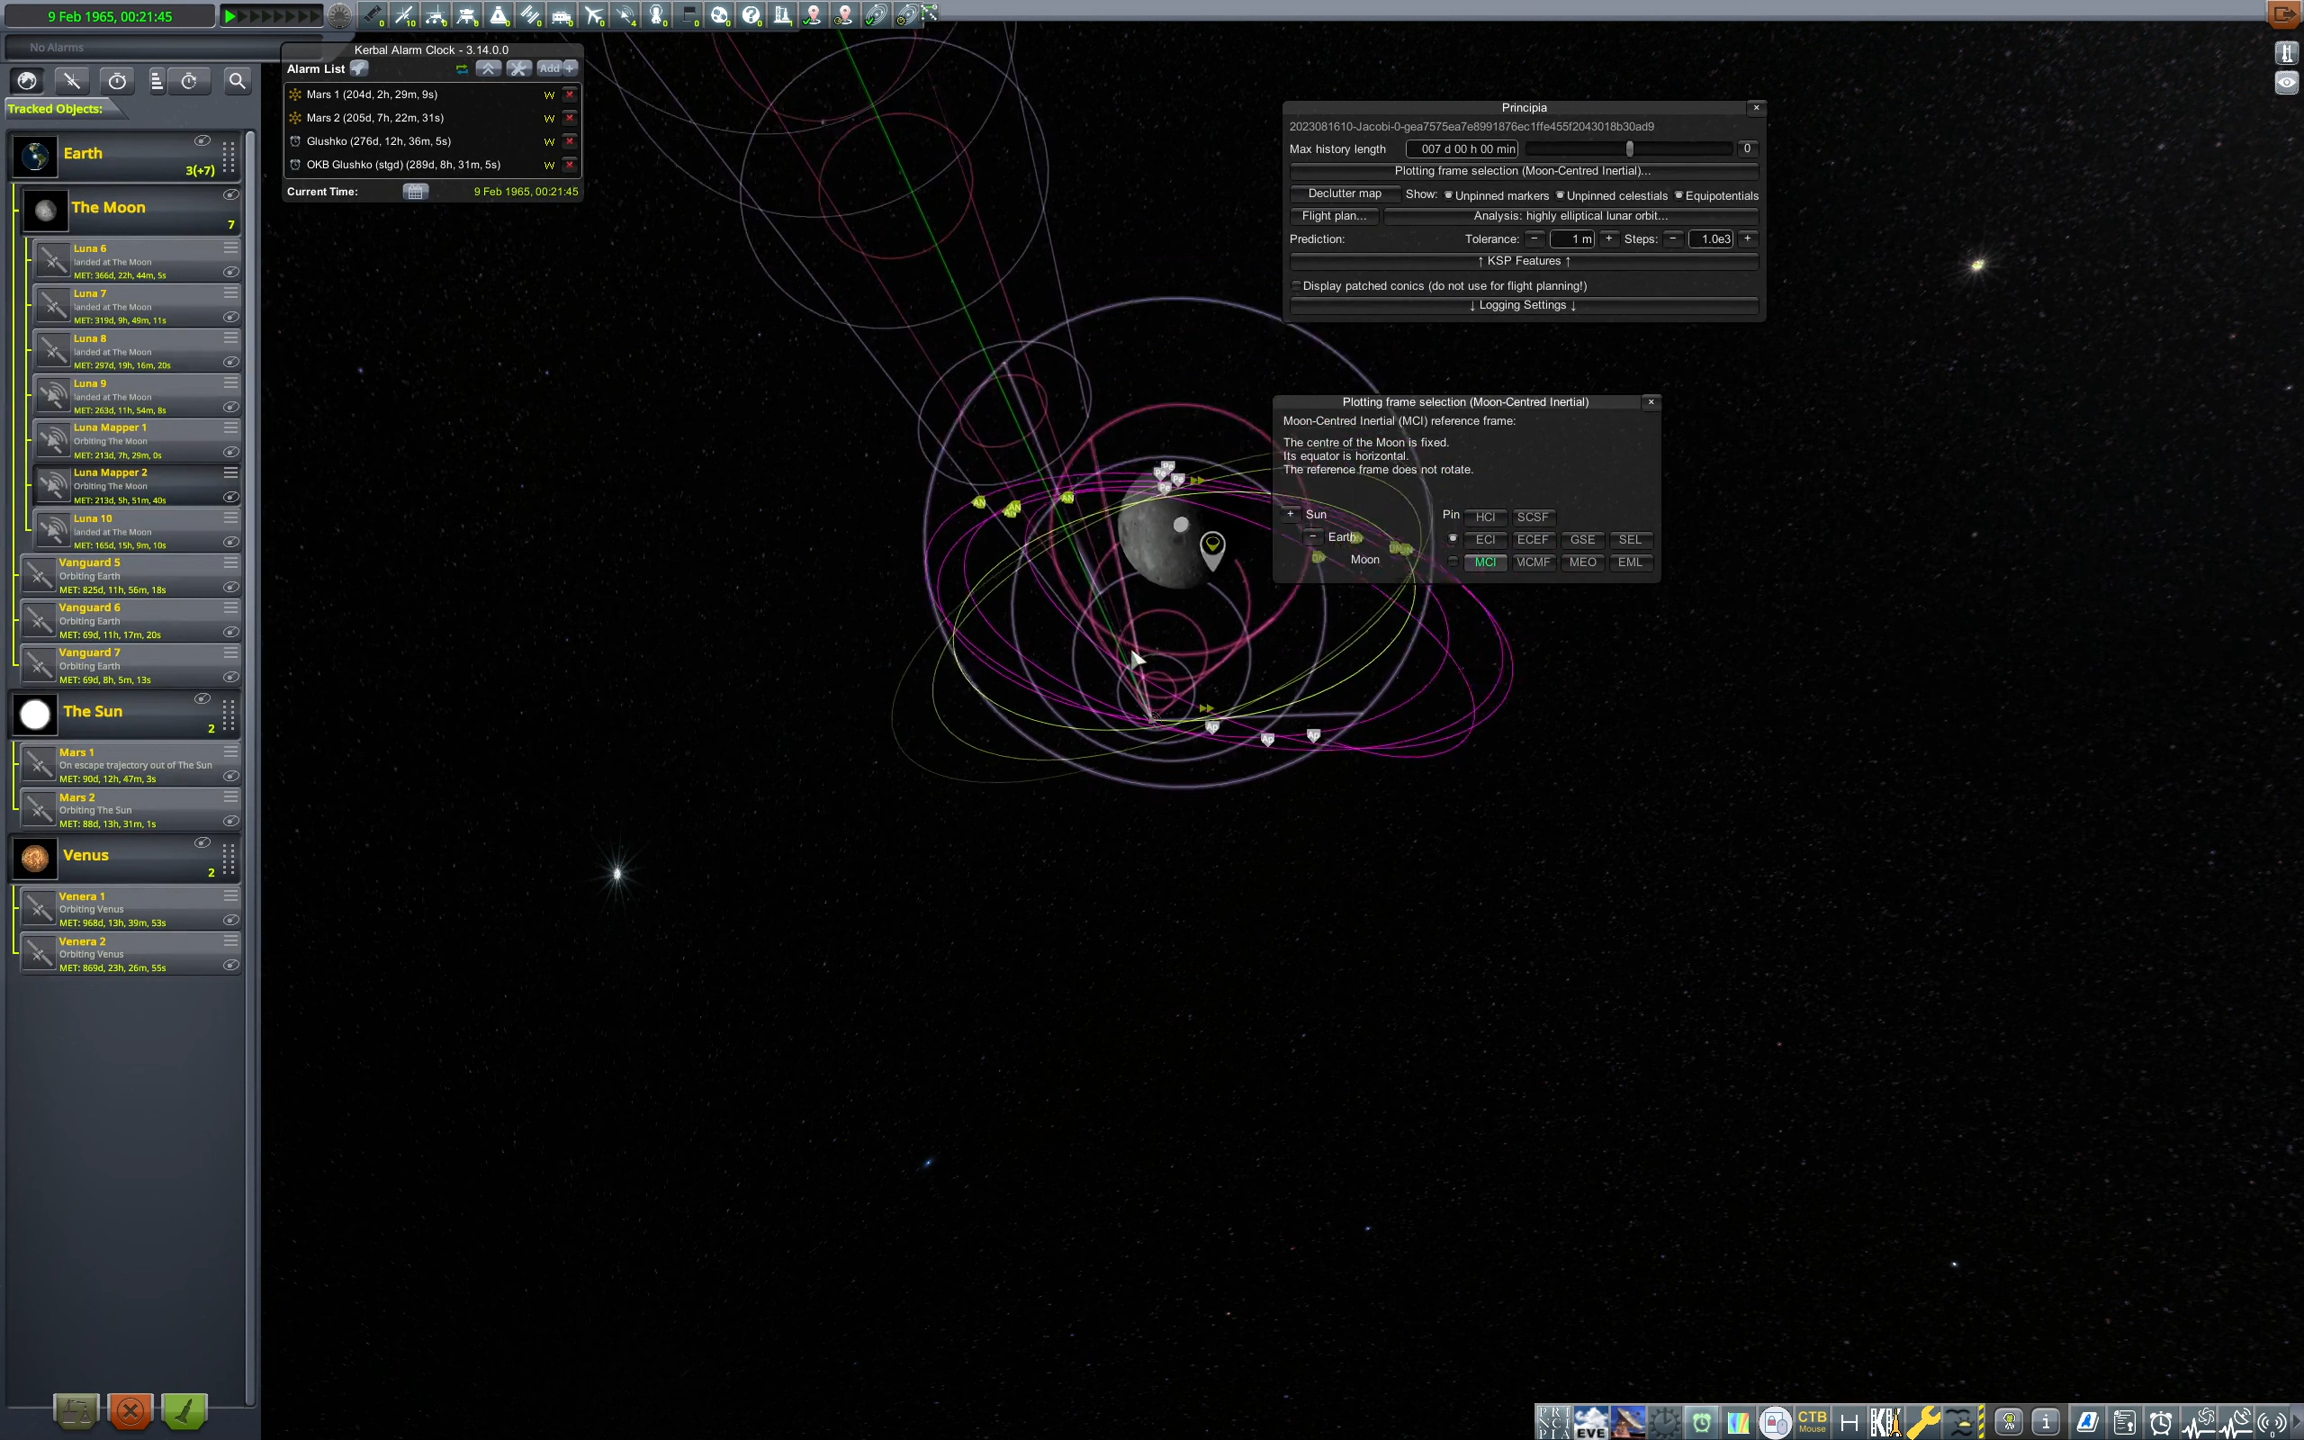 9 Feb 1965, 00:21:45
No Alarms
Tracked Objects:
Earth
3(+7)
The Moon
7
Luna 6
landed at The Moon
MET: 366d, 22h, 44m, 5s
Luna 7
landed at The Moon
MET: 319d, 9h, 49m, 11s
Luna 8
landed at The Moon
MET: 297d, 19h, 16m, 20s
Luna 9
landed at The Moon
MET: 263d, 11h, 54m, 8s
Luna Mapper 1
Orbiting The Moon
MET: 213d, 7h, 29m, 0s
Luna Mapper 2
Orbiting The Moon
MET: 213d, 5h, 51m, 40s
Luna 10
landed at The Moon
MET: 165d, 15h, 9m, 10s
Vanguard 5
Orbiting Earth
MET: 825d, 11h, 56m, 18s
Vanguard 6
Orbiting Earth
MET: 69d, 11h, 17m, 20s
Vanguard 7
Orbiting Earth
MET: 69d, 8h, 5m, 13s
The Sun
2
Mars 1
On escape trajectory out of The Sun
MET: 90d, 12h, 47m, 3s
Mars 2
Orbiting The Sun
MET: 88d, 13h, 31m, 1s
Venus
2
Venera 1
Orbiting Venus
MET: 968d, 13h, 39m, 53s
Venera 2
Orbiting Venus
MET: 869d, 23h, 26m, 55s
Kerbal Alarm Clock - 3.14.0.0
Alarm List
Add +
Mars 1 (204d, 2h, 29m, 9s) W
Mars 2 (205d, 7h, 22m, 31s) W
Glushko (276d, 12h, 36m, 5s) W
OKB Glushko (stgd) (289d, 8h, 31m, 5s) W
Current Time: 9 Feb 1965, 00:21:45
Principia
2023081610-Jacobi-0-gea7575ea7e8991876ec1ffe455f2043018b30ad9
Max history length 007 d 00 h 00 min 0
Plotting frame selection (Moon-Centred Inertial)...
Declutter map Show: Unpinned markers Unpinned celestials Equipotentials
Flight plan... Analysis: highly elliptical lunar orbit...
Prediction: Tolerance: − 1 m + Steps: − 1.0e3 +
↑ KSP Features ↑
Display patched conics (do not use for flight planning!)
↓ Logging Settings ↓
Plotting frame selection (Moon-Centred Inertial)
Moon-Centred Inertial (MCI) reference frame:
The centre of the Moon is fixed.
Its equator is horizontal.
The reference frame does not rotate.
+ Sun Pin HCI SCSF
− Earth ECI ECEF GSE SEL
Moon MCI MCMF MEO EML
Pe
Pe
Pe
Pe
AN
AN
AN
Ap
Ap
Ap
PRINCIPIA
EVE
CTB
Mouse